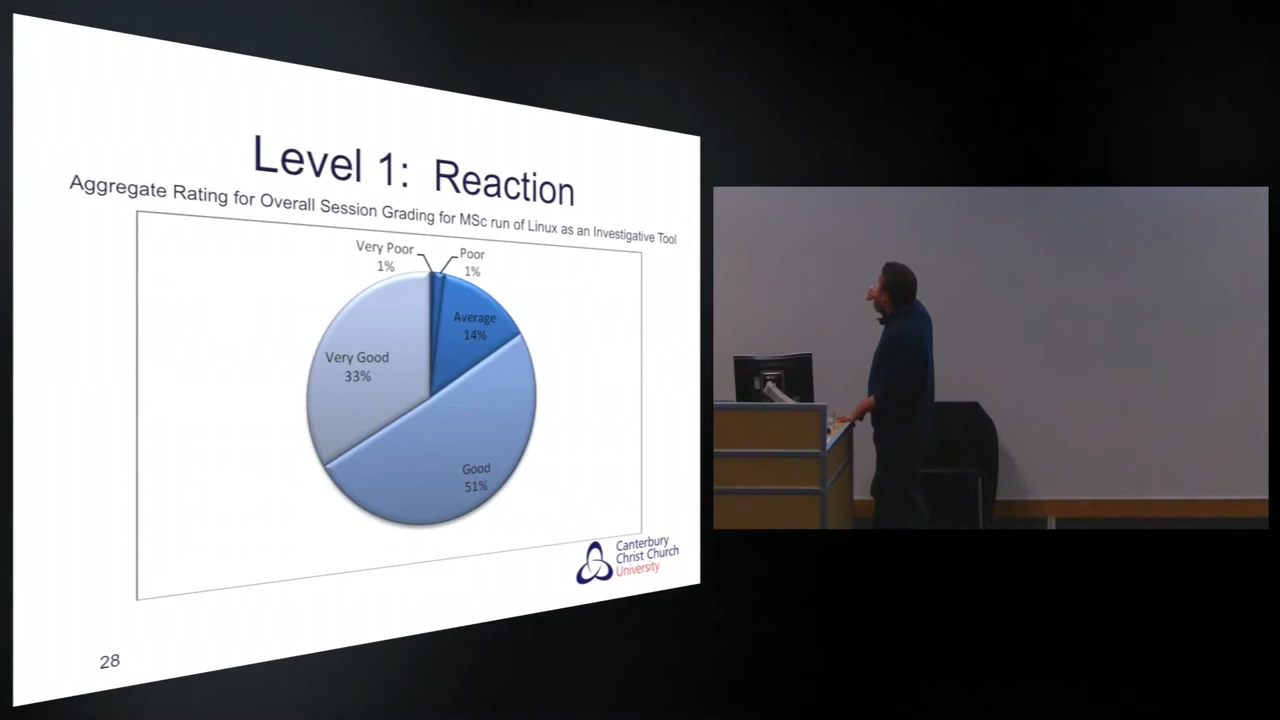 Level 1: Reaction
Aggregate Rating for Overall Session Grading for MSc run of Linux as an Investigative Tool
Very Poor
1%
Poor
1%
Average
14%
Very Good
33%
Good
51%
Canterbury
Christ Church
University
28